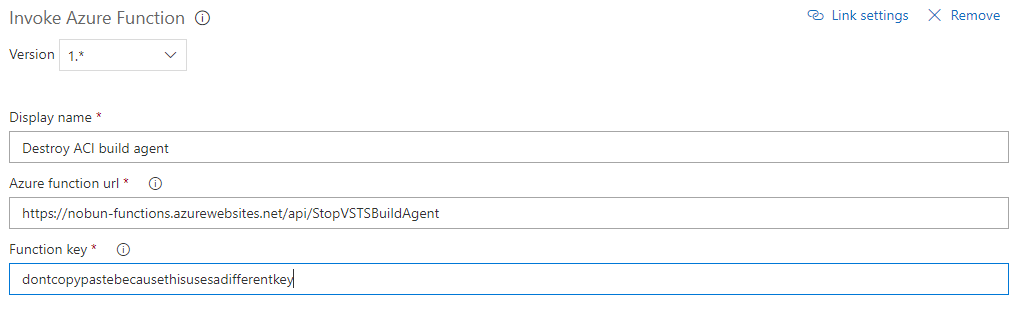 Invoke Azure Function
Link settings
Remove
Version 1.*
Display name *
Destroy ACI build agent
Azure function url *
https://nobun-functions.azurewebsites.net/api/StopVSTSBuildAgent
Function key *
dontcopypastebecausethisusesadifferentkey